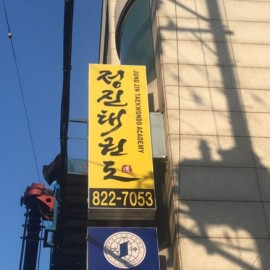 정진태권도
JUNG JIN TAEKWONDO ACADEMY
822-7053